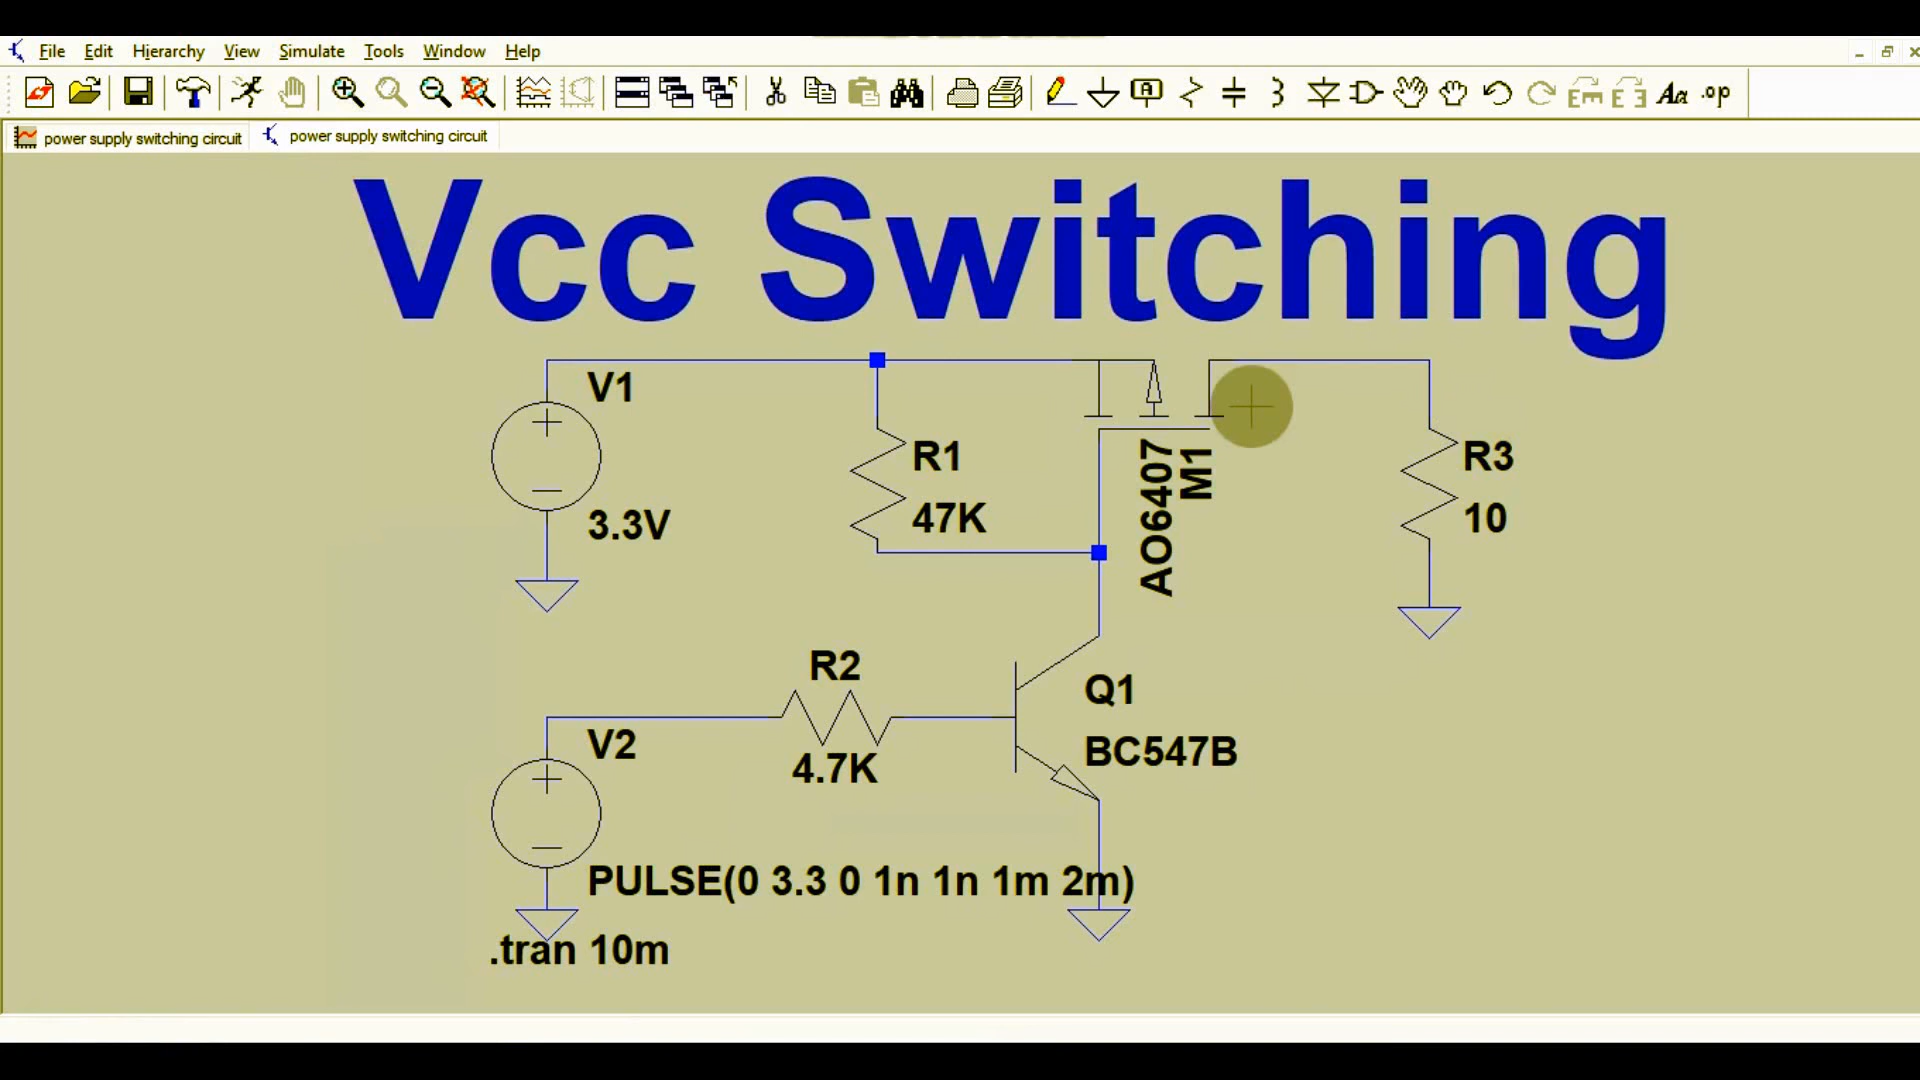 File Edit Hierarchy View Simulate Tools Window Help
A Aa .op
power supply switching circuit power supply switching circuit
Vcc Switching
V1
3.3V
R1
47K
AO6407
M1
R3
10
R2
4.7K
Q1
BC547B
V2
PULSE(0 3.3 0 1n 1n 1m 2m)
.tran 10m